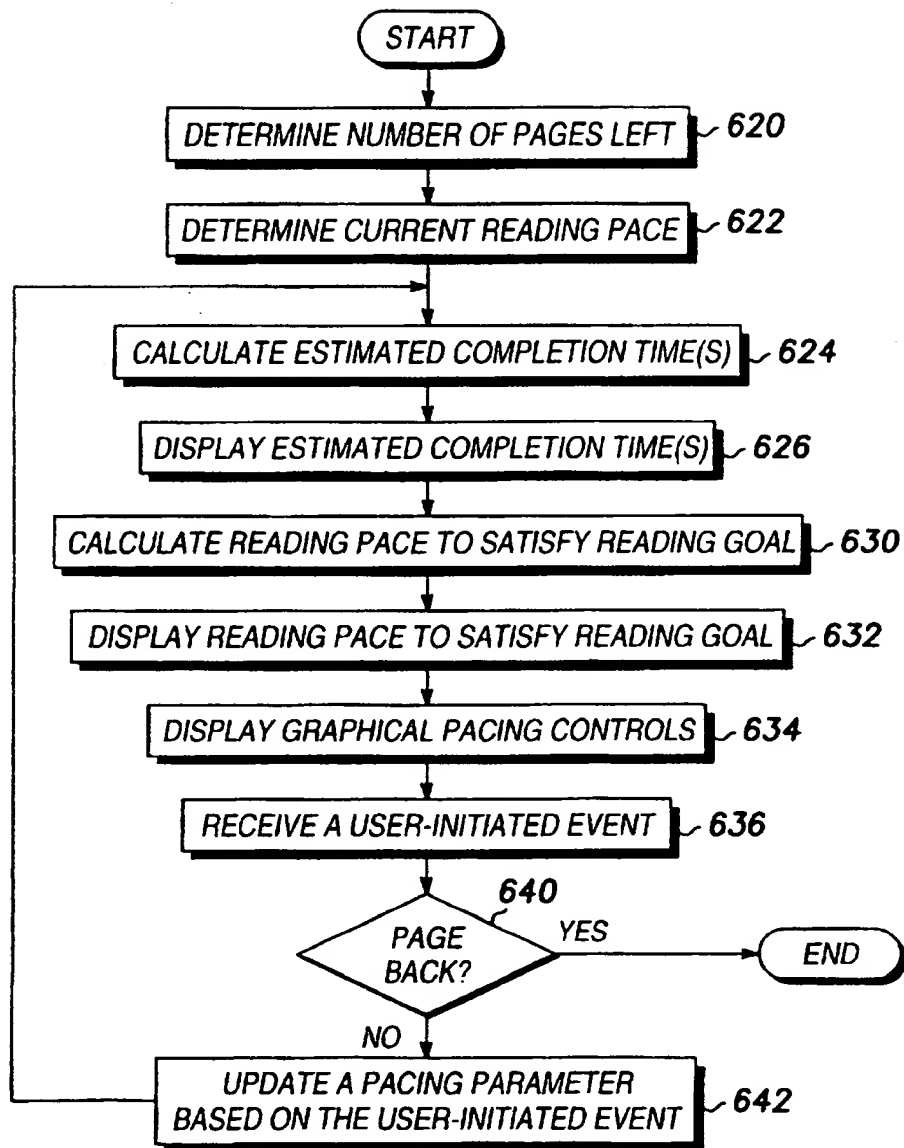 START
DETERMINE NUMBER OF PAGES LEFT 620
DETERMINE CURRENT READING PACE 622
CALCULATE ESTIMATED COMPLETION TIME(S) 624
DISPLAY ESTIMATED COMPLETION TIME(S) 626
CALCULATE READING PACE TO SATISFY READING GOAL 630
DISPLAY READING PACE TO SATISFY READING GOAL 632
DISPLAY GRAPHICAL PACING CONTROLS 634
RECEIVE A USER-INITIATED EVENT 636
640
PAGE
BACK?
YES
END
NO
UPDATE A PACING PARAMETER
BASED ON THE USER-INITIATED EVENT 642